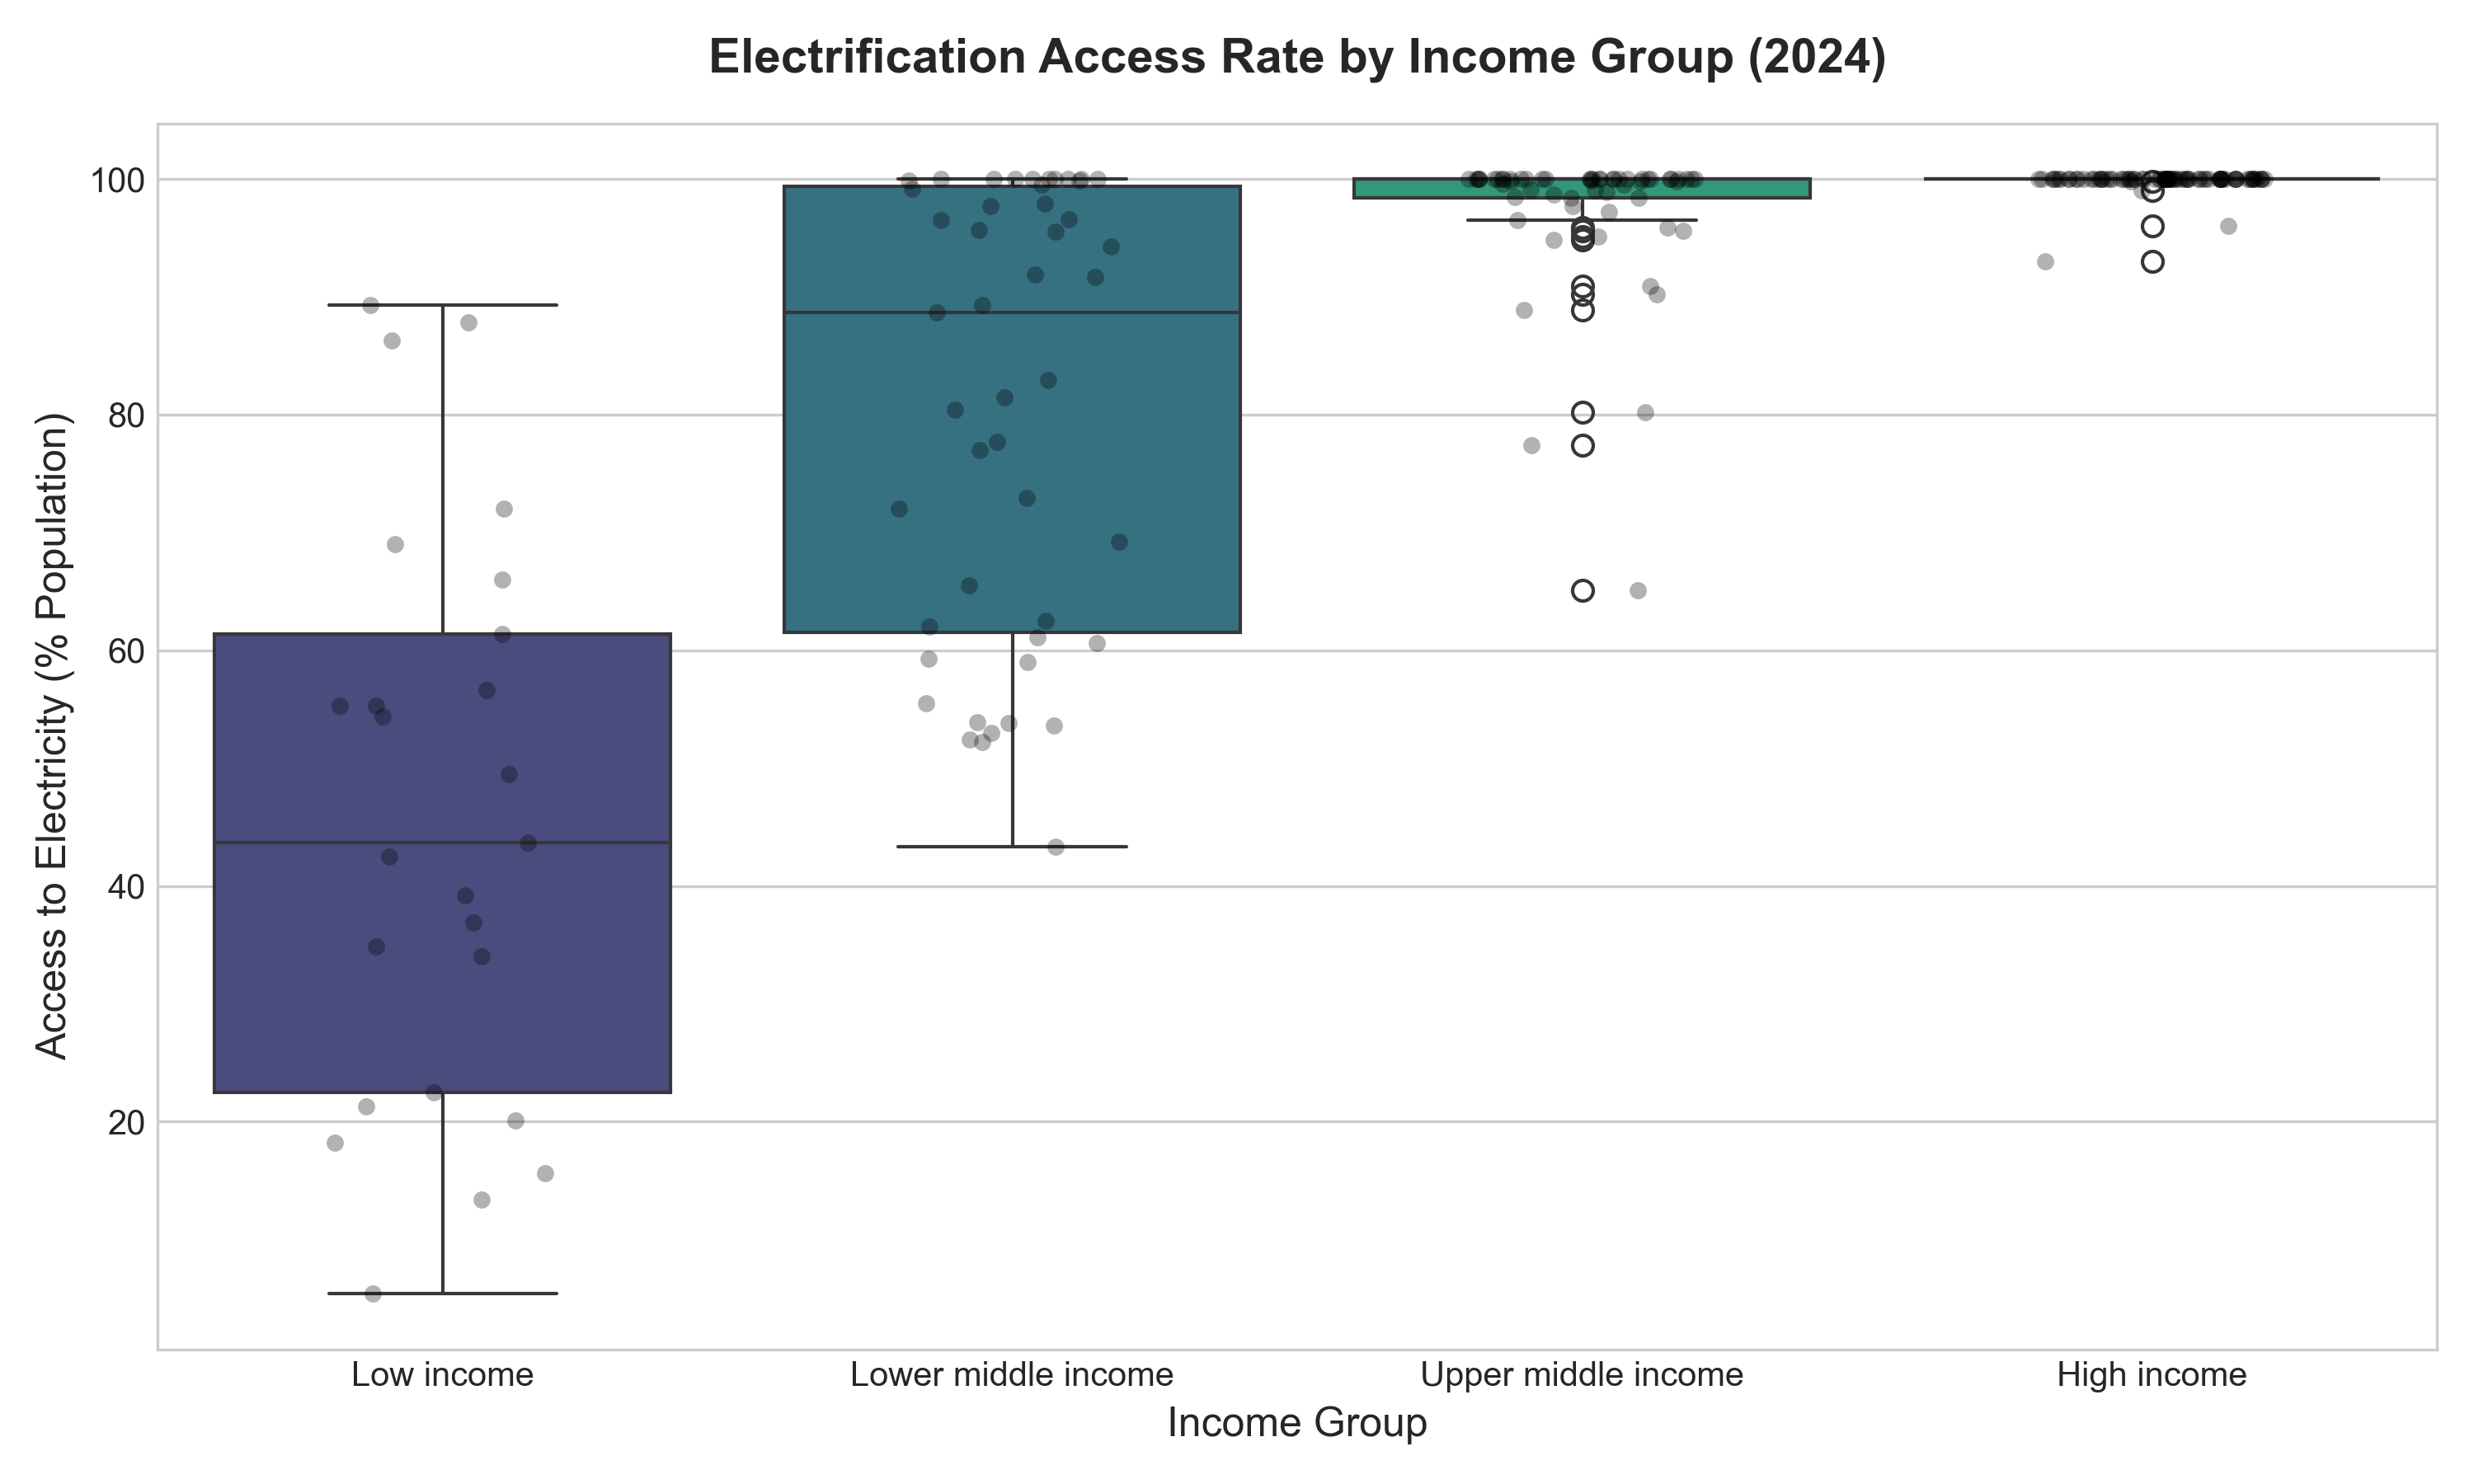 Electrification Access Rate by Income Group (2024)
Access to Electricity (% Population)
100
80
60
40
20
Low income
Lower middle income
Upper middle income
High income
Income Group